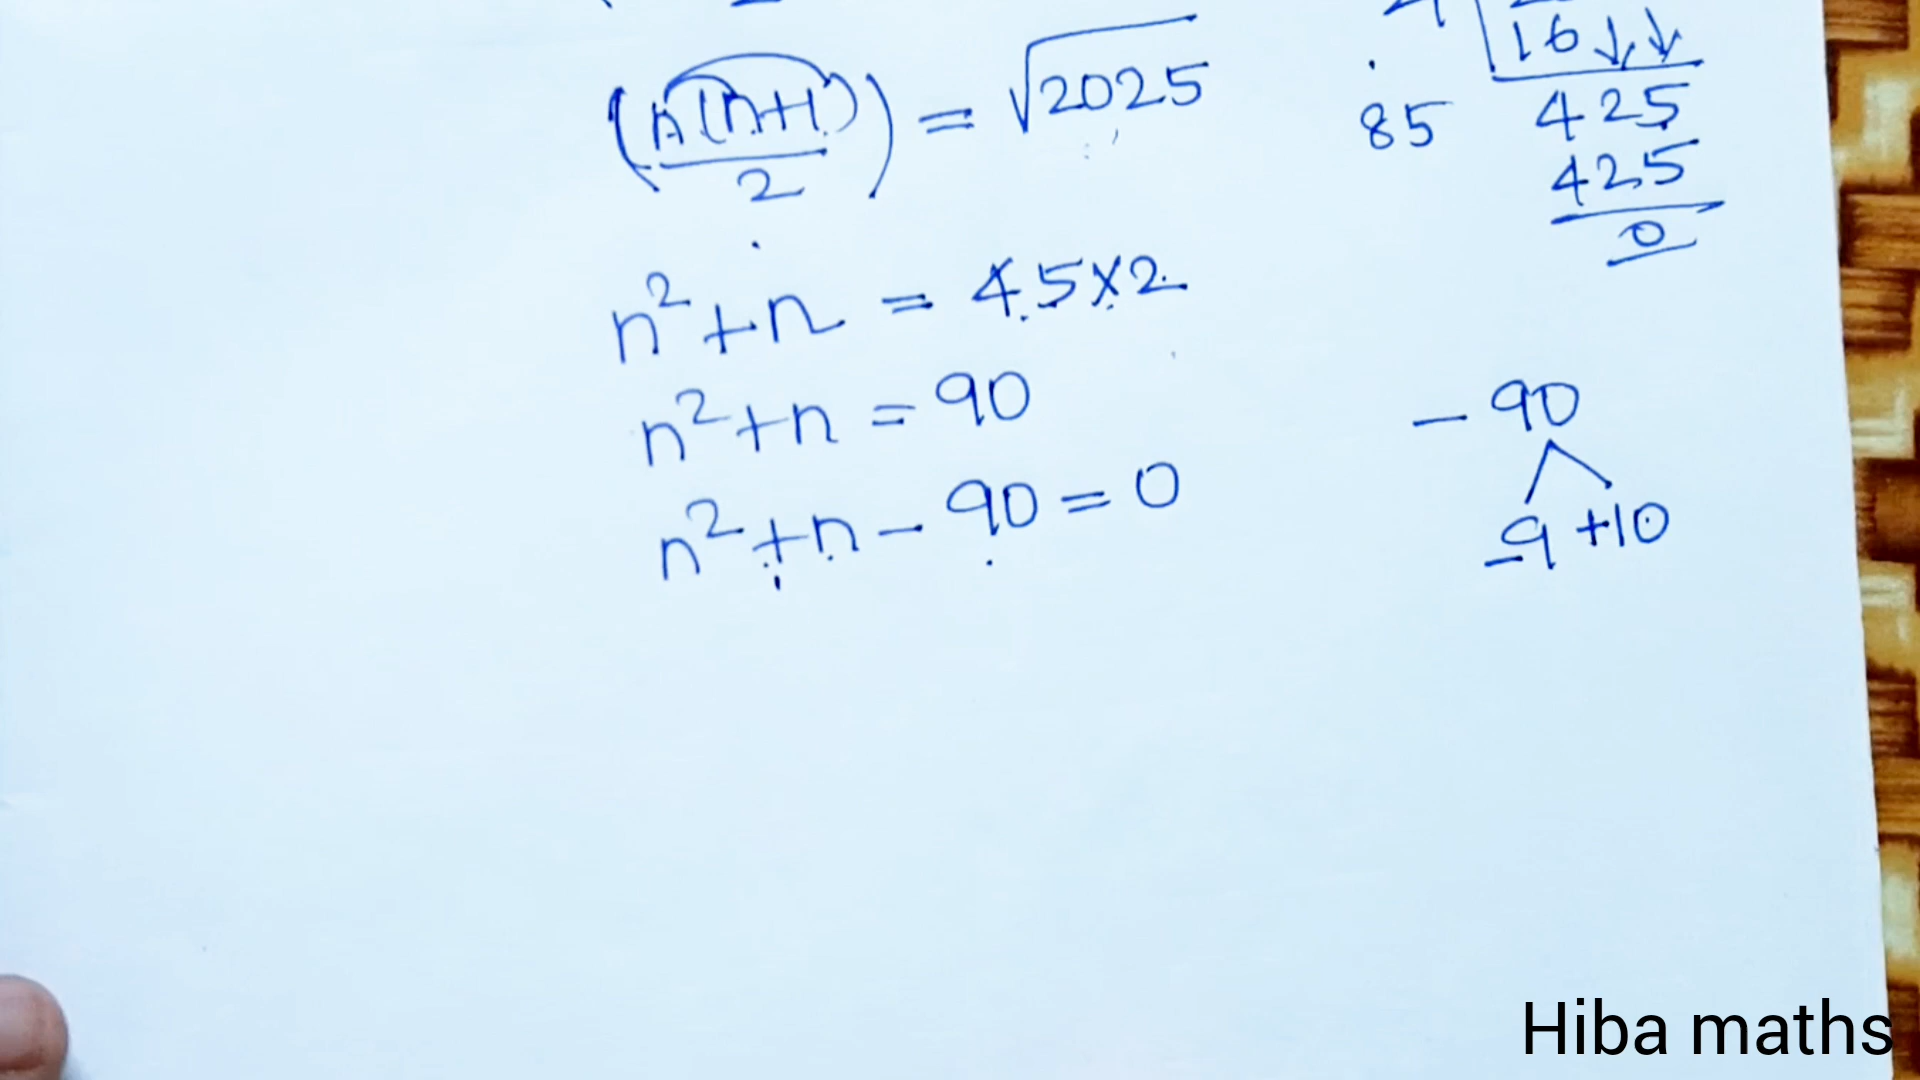 (n(n+1)/2) = √2025
n²+n = 45×2
n²+n = 90
n²+n-90=0
16↓↓
85 425
425
0
-90
-9 +10
Hiba maths